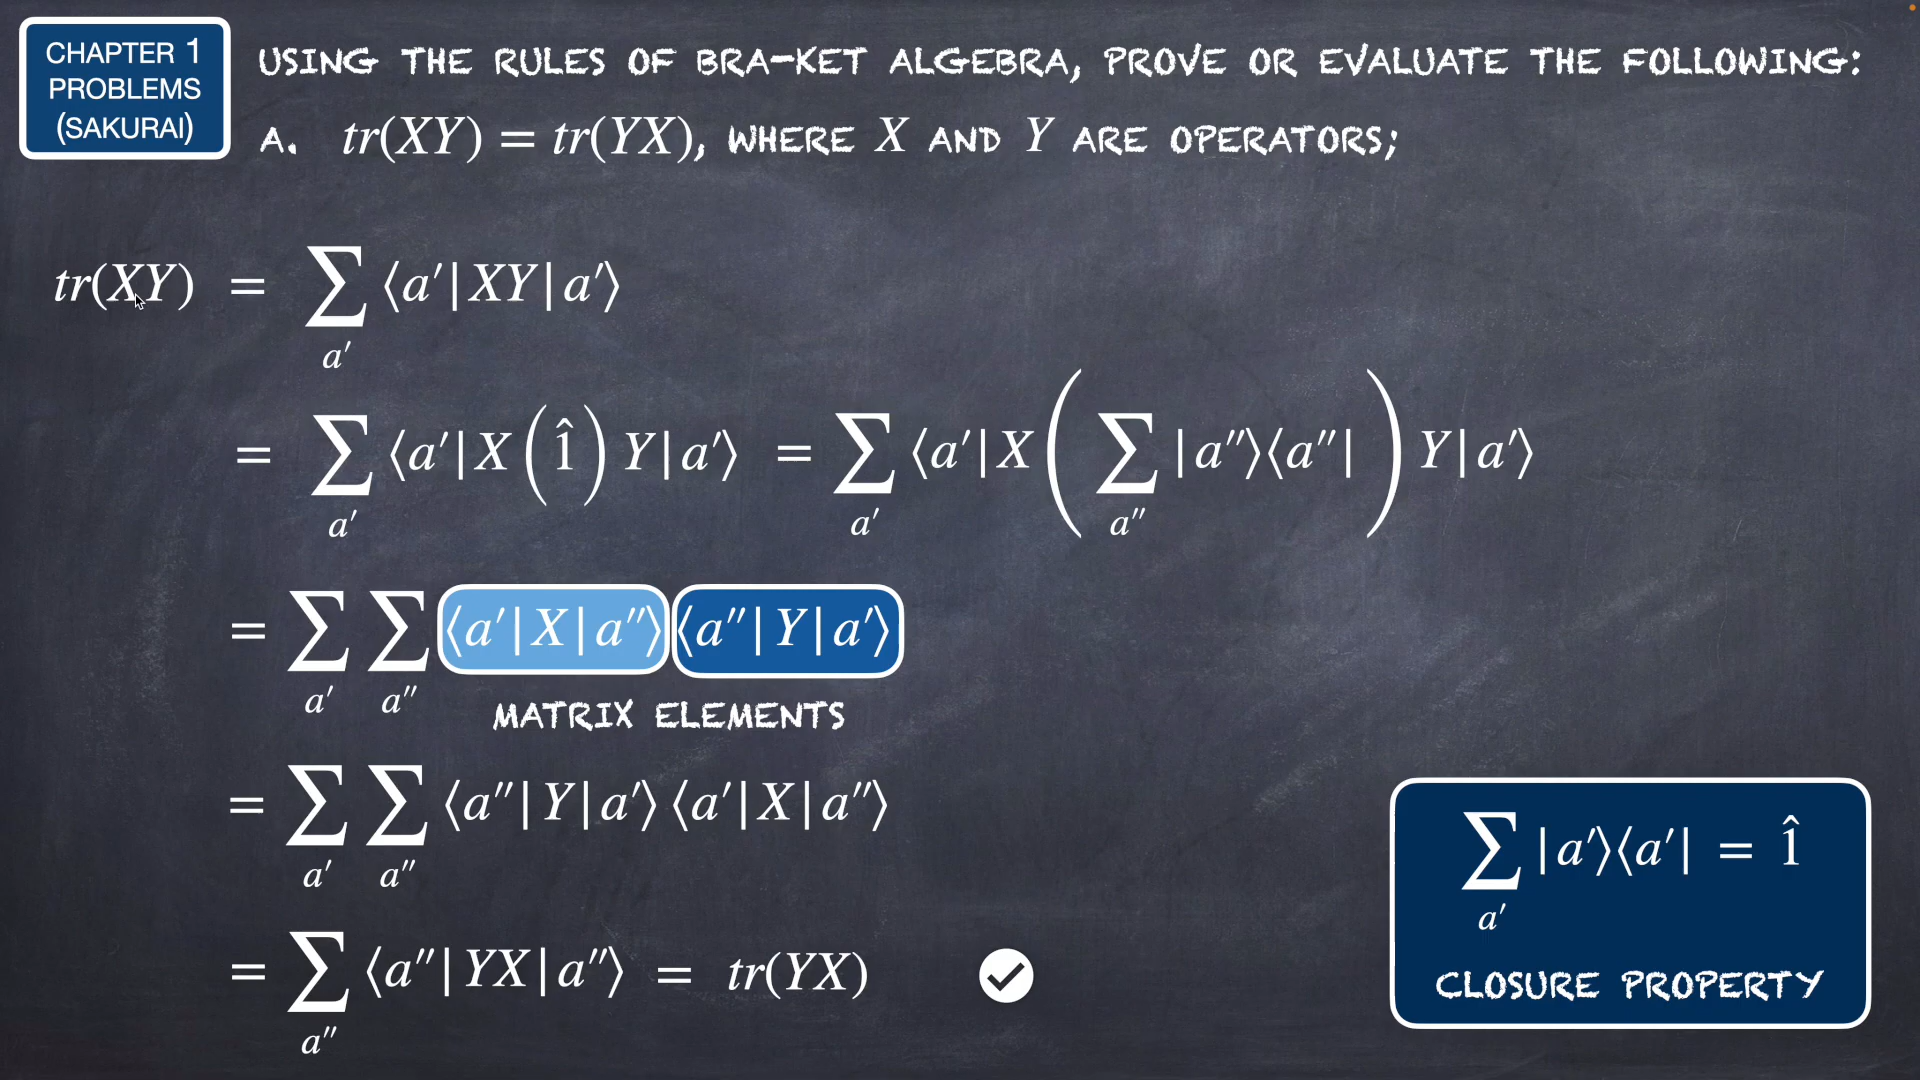 CHAPTER 1
PROBLEMS
(SAKURAI)
USING THE RULES OF BRA-KET ALGEBRA, PROVE OR EVALUATE THE FOLLOWING:
A. tr(XY) = tr(YX), WHERE X AND Y ARE OPERATORS;
tr(XY) = ∑_{a′} ⟨a′|XY|a′⟩
= ∑_{a′} ⟨a′|X(1̂)Y|a′⟩ = ∑_{a′} ⟨a′|X(∑_{a″} |a″⟩⟨a″|)Y|a′⟩
= ∑_{a′} ∑_{a″} ⟨a′|X|a″⟩⟨a″|Y|a′⟩
MATRIX ELEMENTS
= ∑_{a′} ∑_{a″} ⟨a″|Y|a′⟩⟨a′|X|a″⟩
= ∑_{a″} ⟨a″|YX|a″⟩ = tr(YX)
∑_{a′} |a′⟩⟨a′| = 1̂
CLOSURE PROPERTY